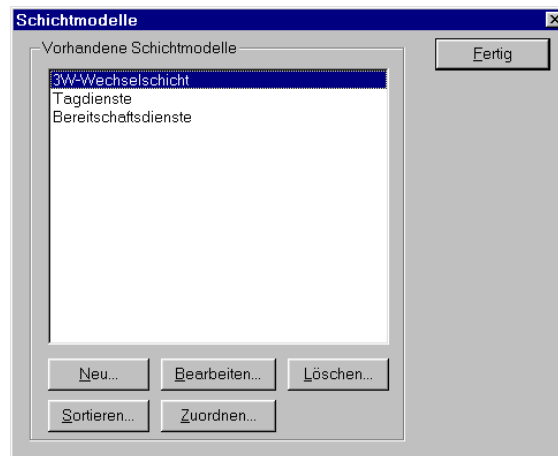 Schichtmodelle
Vorhandene Schichtmodelle
Fertig
3W-Wechselschicht
Tagdienste
Bereitschaftsdienste
Neu... Bearbeiten... Löschen...
Sortieren... Zuordnen...